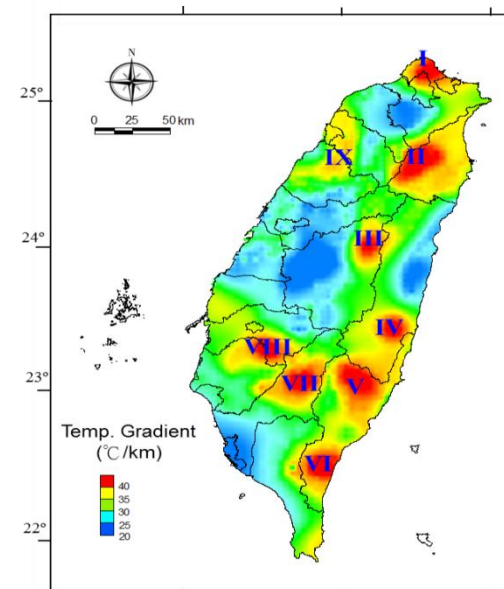 N
0 25 50 km
25°
24°
23°
22°
I
II
IX
III
IV
VIII
VII
V
VI
Temp. Gradient
(℃/km)
40
35
30
25
20